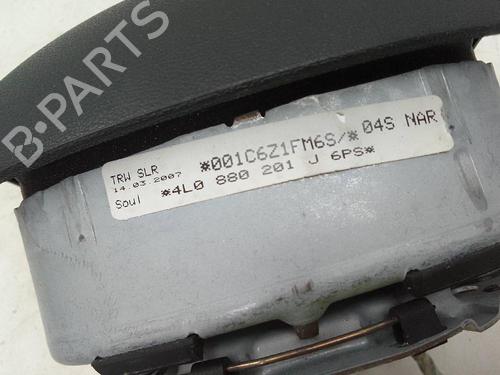 B-PARTS
TRW SLR *001C6Z1FM6S/* 04S NAR
14.03.2007
Soul *4L0 880 201 J 6PS*